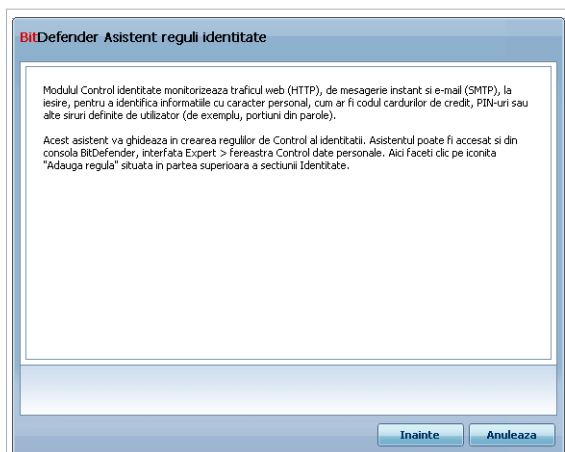 BitDefender Asistent reguli identitate
Modulul Control identitate monitorizeaza traficul web (HTTP), de mesagerie instant si e-mail (SMTP), la
iesire, pentru a identifica informatiile cu caracter personal, cum ar fi codul cardurilor de credit, PIN-uri sau
alte siruri definite de utilizator (de exemplu, portiuni din parole).
Acest asistent va ghideaza in crearea regulilor de Control al identitatii. Asistentul poate fi accesat si din
consola BitDefender, interfata Expert > fereastra Control date personale. Aici faceti clic pe iconita
"Adauga regula" situata in partea superioara a sectiunii Identitate.
Inainte
Anuleaza